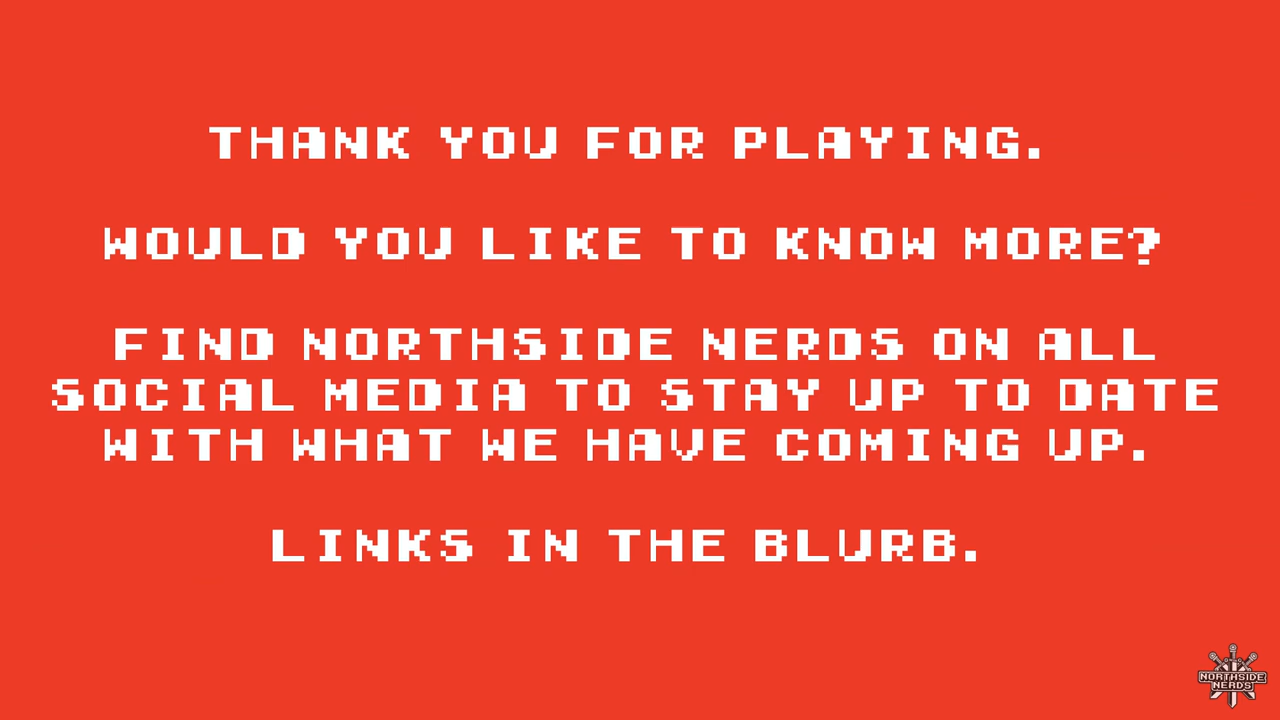 THANK YOU FOR PLAYING.
WOULD YOU LIKE TO KNOW MORE?
FIND NORTHSIDE NERDS ON ALL
SOCIAL MEDIA TO STAY UP TO DATE
WITH WHAT WE HAVE COMING UP.
LINKS IN THE BLURB.
NORTHSIDE
NERDS